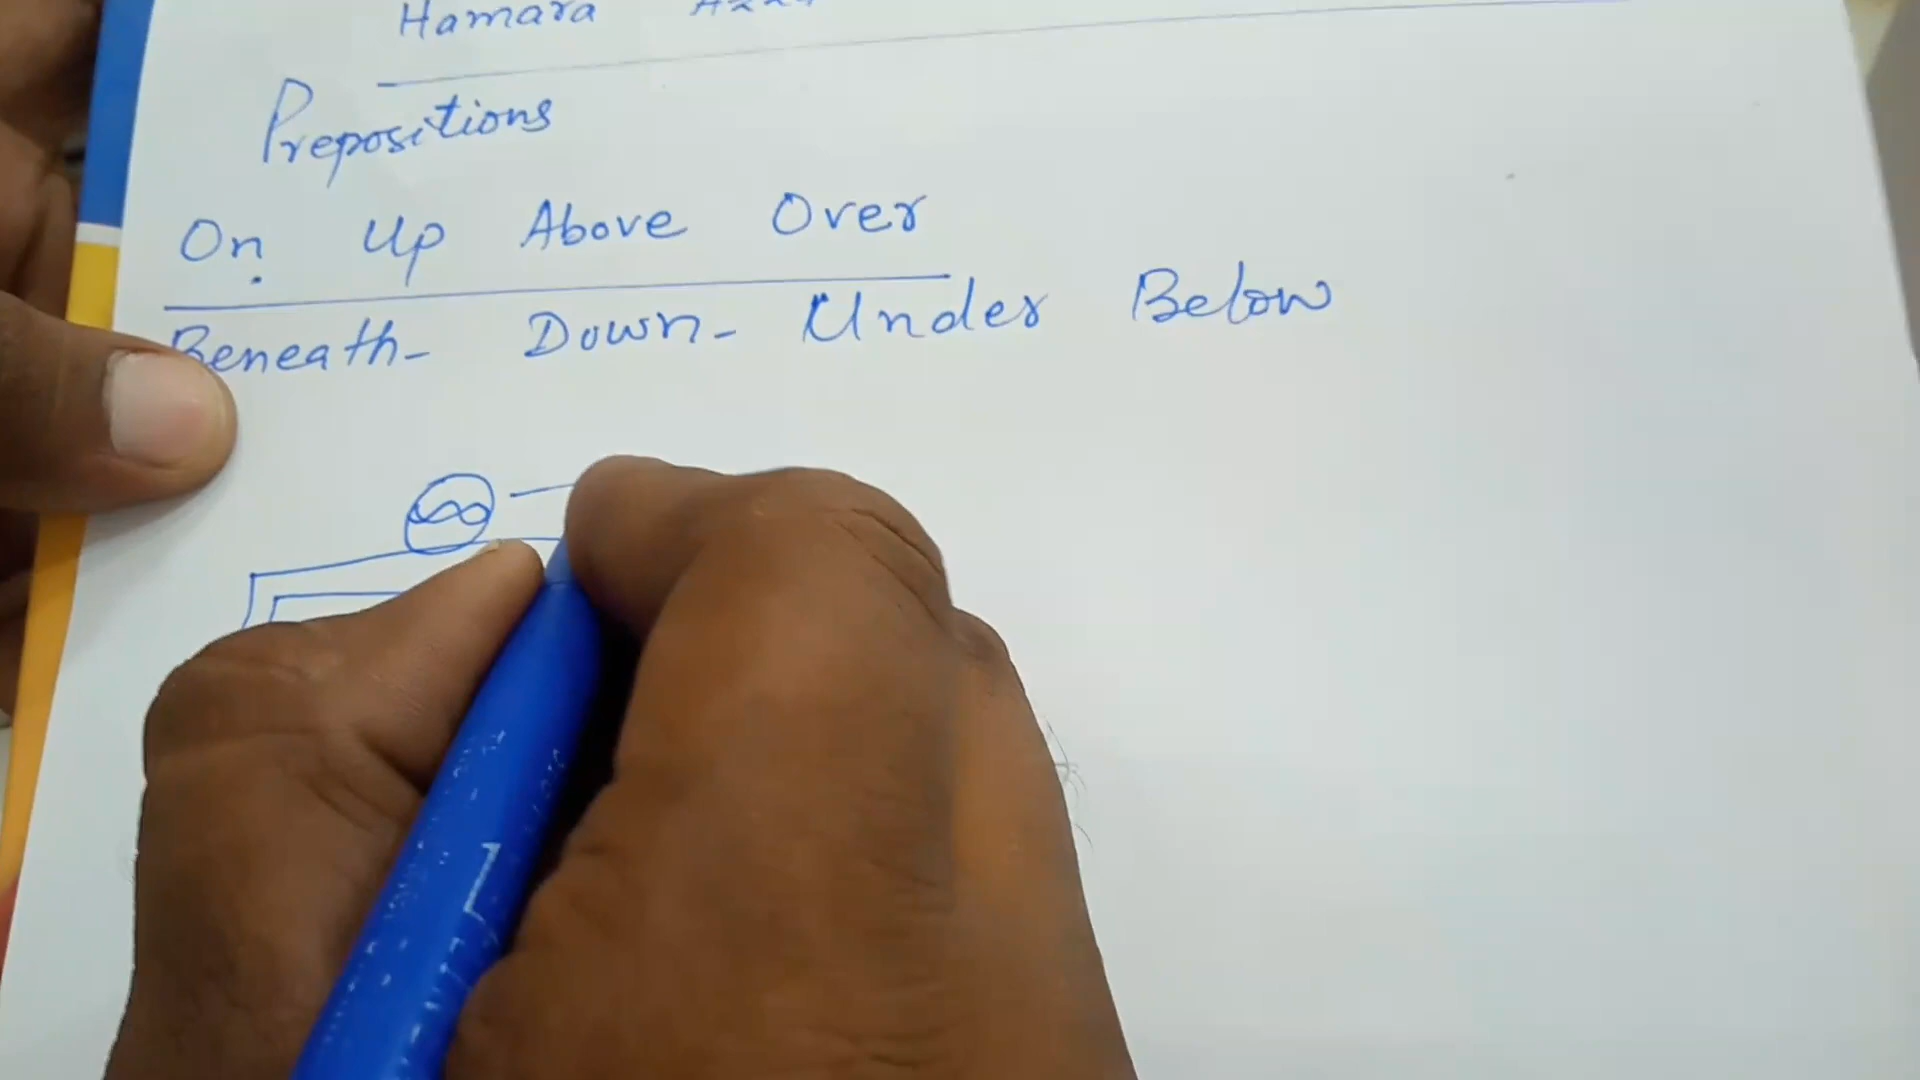 Hamara
Prepositions
On Up Above Over
Beneath- Down- Under Below